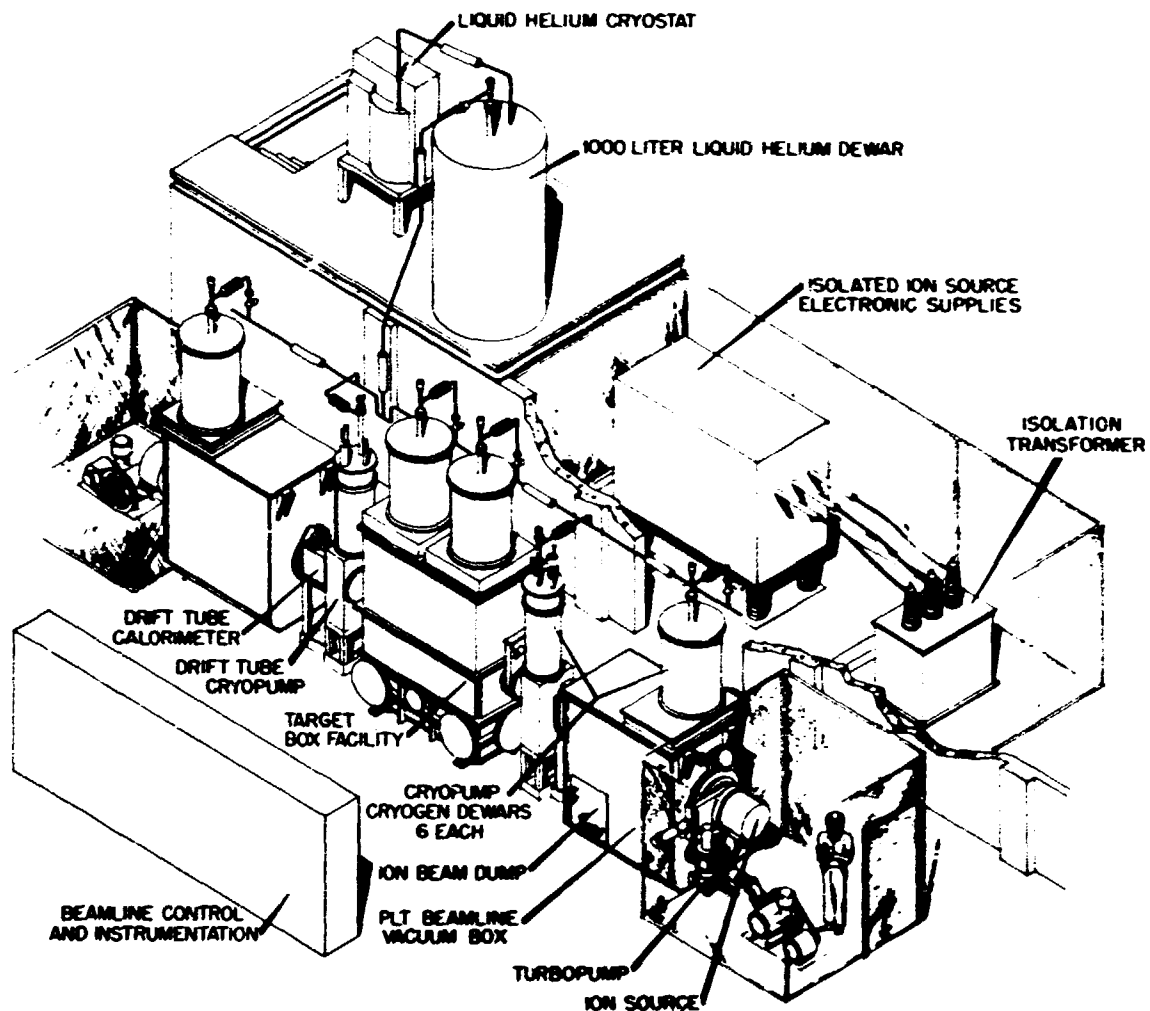 LIQUID HELIUM CRYOSTAT
1000 LITER LIQUID HELIUM DEWAR
ISOLATED ION SOURCE
ELECTRONIC SUPPLIES
ISOLATION
TRANSFORMER
DRIFT TUBE
CALORIMETER
DRIFT TUBE
CRYOPUMP
TARGET
BOX FACILITY
CRYOPUMP
CRYOGEN DEWARS
6 EACH
ION BEAM DUMP
BEAMLINE CONTROL
AND INSTRUMENTATION
PLT BEAMLINE
VACUUM BOX
TURBOPUMP
ION SOURCE